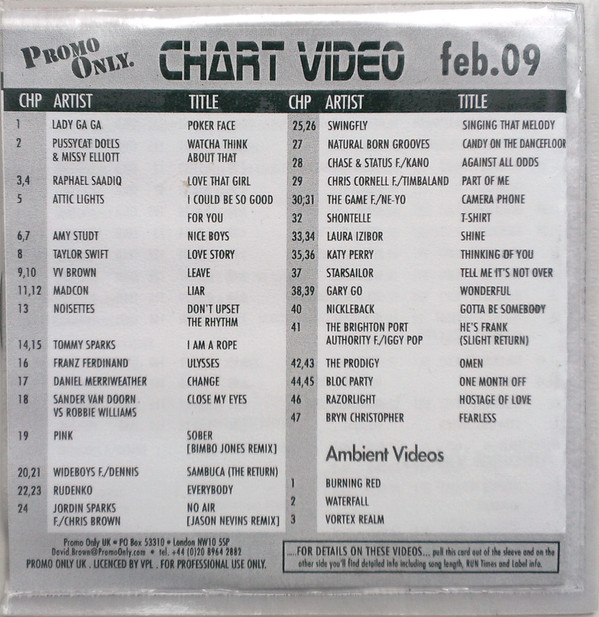 PROMO ONLY. CHART VIDEO feb.09
CHP ARTIST TITLE
1 LADY GA GA POKER FACE
2 PUSSYCAT DOLLS WATCHA THINK
& MISSY ELLIOTT ABOUT THAT
3,4 RAPHAEL SAADIQ LOVE THAT GIRL
5 ATTIC LIGHTS I COULD BE SO GOOD
FOR YOU
6,7 AMY STUDT NICE BOYS
8 TAYLOR SWIFT LOVE STORY
9,10 VV BROWN LEAVE
11,12 MADCON LIAR
13 NOISETTES DON'T UPSET
THE RHYTHM
14,15 TOMMY SPARKS I AM A ROPE
16 FRANZ FERDINAND ULYSSES
17 DANIEL MERRIWEATHER CHANGE
18 SANDER VAN DOORN CLOSE MY EYES
VS ROBBIE WILLIAMS
19 PINK SOBER
[BIMBO JONES REMIX]
20,21 WIDEBOYS F./DENNIS SAMBUCA (THE RETURN)
22,23 RUDENKO EVERYBODY
24 JORDIN SPARKS NO AIR
F./CHRIS BROWN [JASON NEVINS REMIX]
CHP ARTIST TITLE
25,26 SWINGFLY SINGING THAT MELODY
27 NATURAL BORN GROOVES CANDY ON THE DANCEFLOOR
28 CHASE & STATUS F./KANO AGAINST ALL ODDS
29 CHRIS CORNELL F./TIMBALAND PART OF ME
30,31 THE GAME F./NE-YO CAMERA PHONE
32 SHONTELLE T-SHIRT
33,34 LAURA IZIBOR SHINE
35,36 KATY PERRY THINKING OF YOU
37 STARSAILOR TELL ME IT'S NOT OVER
38,39 GARY GO WONDERFUL
40 NICKLEBACK GOTTA BE SOMEBODY
41 THE BRIGHTON PORT HE'S FRANK
AUTHORITY F./IGGY POP (SLIGHT RETURN)
42,43 THE PRODIGY OMEN
44,45 BLOC PARTY ONE MONTH OFF
46 RAZORLIGHT HOSTAGE OF LOVE
47 BRYN CHRISTOPHER FEARLESS
Ambient Videos
1 BURNING RED
2 WATERFALL
3 VORTEX REALM
Promo Only UK • PO Box 53310 • London NW10 5SP
David.Brown@PromoOnly.com • tel. +44 (0)20 8964 2882
PROMO ONLY UK . LICENCED BY VPL . FOR PROFESSIONAL USE ONLY.
....FOR DETAILS ON THESE VIDEOS... pull this card out of the sleeve and on the
other side you'll find detailed info including song length, RUN Times and Label info.